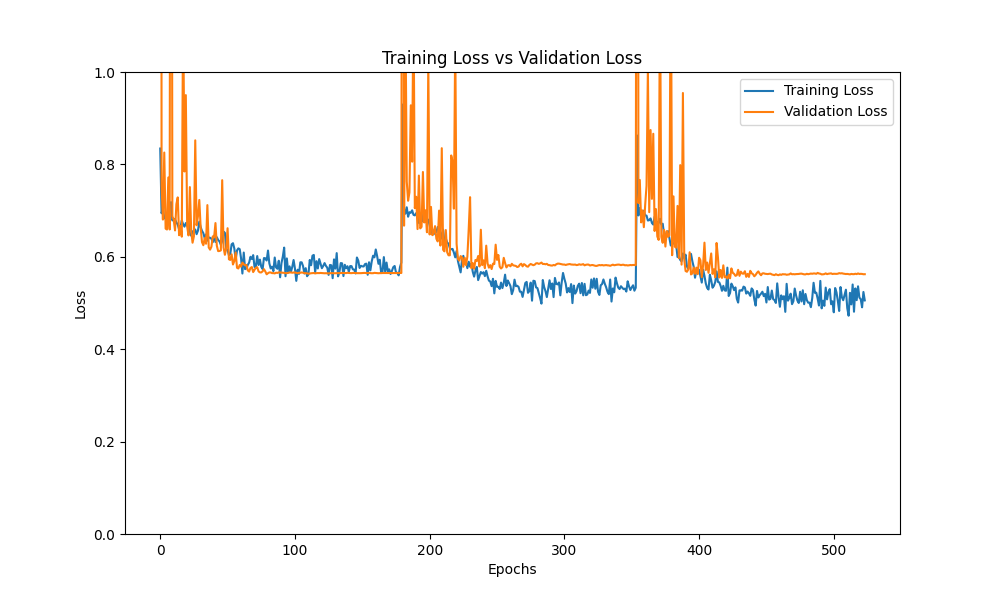 Training Loss vs Validation Loss
Training Loss
Validation Loss
1.0
0.8
0.6
0.4
0.2
0.0
Loss
0 100 200 300 400 500
Epochs